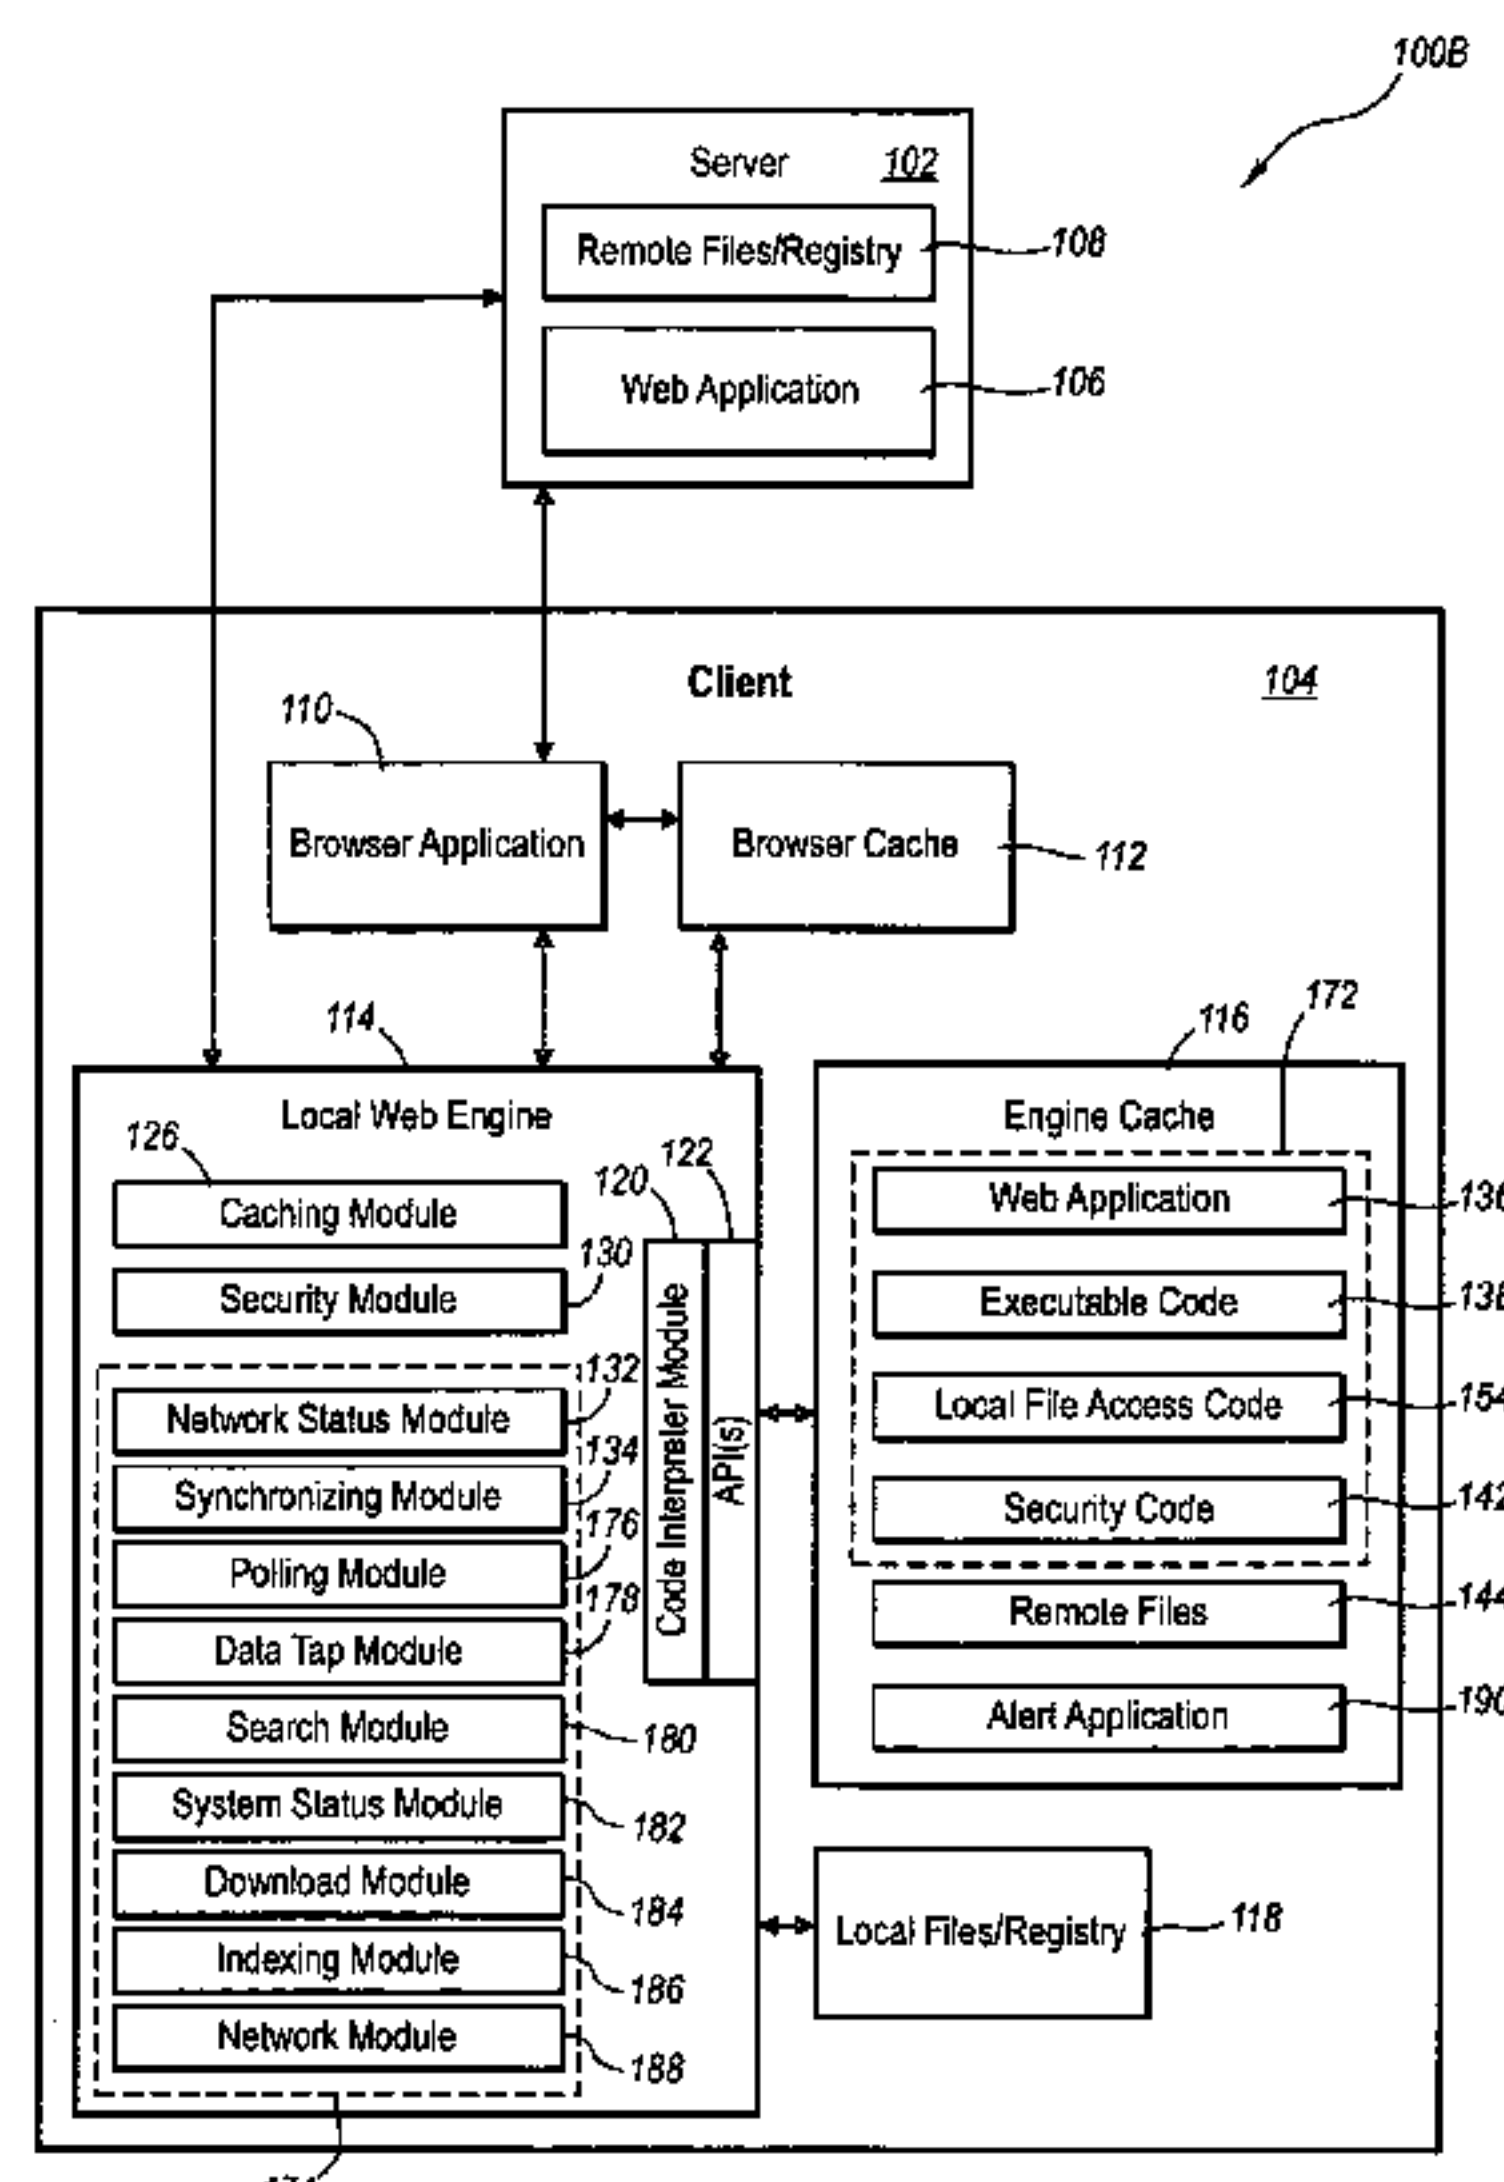 100B
Server 102
Remote Files/Registry 108
Web Application 106
Client 104
110
Browser Application
Browser Cache 112
114
116
172
Local Web Engine
Engine Cache
126
Caching Module
120
122
Security Module 130
Network Status Module 132
Synchronizing Module 134
Polling Module 176
Data Tap Module 178
Search Module 180
System Status Module 182
Download Module 184
Indexing Module 186
Network Module 188
Code Interpreter Module
API(s)
Web Application
Executable Code
Local File Access Code 154
Security Code 142
Remote Files 144
Alert Application 190
Local Files/Registry 118